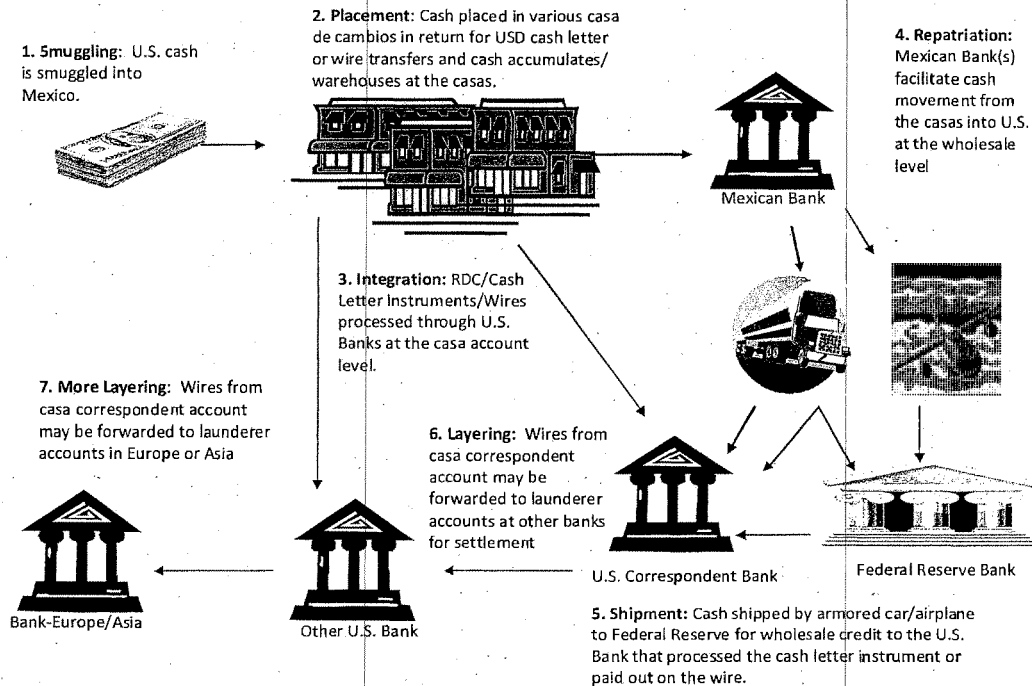 1. Smuggling: U.S. cash
is smuggled into
Mexico.
2. Placement: Cash placed in various casa
de cambios in return for USD cash letter
or wire transfers and cash accumulates/
warehouses at the casas.
4. Repatriation:
Mexican Bank(s)
facilitate cash
movement from
the casas into U.S.
at the wholesale
level
Mexican Bank
3. Integration: RDC/Cash
Letter Instruments/Wires
processed through U.S.
Banks at the casa account
level.
7. More Layering: Wires from
casa correspondent account
may be forwarded to launderer
accounts in Europe or Asia
6. Layering: Wires from
casa correspondent
account may be
forwarded to launderer
accounts at other banks
for settlement
Bank-Europe/Asia
Other U.S. Bank
U.S. Correspondent Bank
Federal Reserve Bank
5. Shipment: Cash shipped by armored car/airplane
to Federal Reserve for wholesale credit to the U.S.
Bank that processed the cash letter instrument or
paid out on the wire.